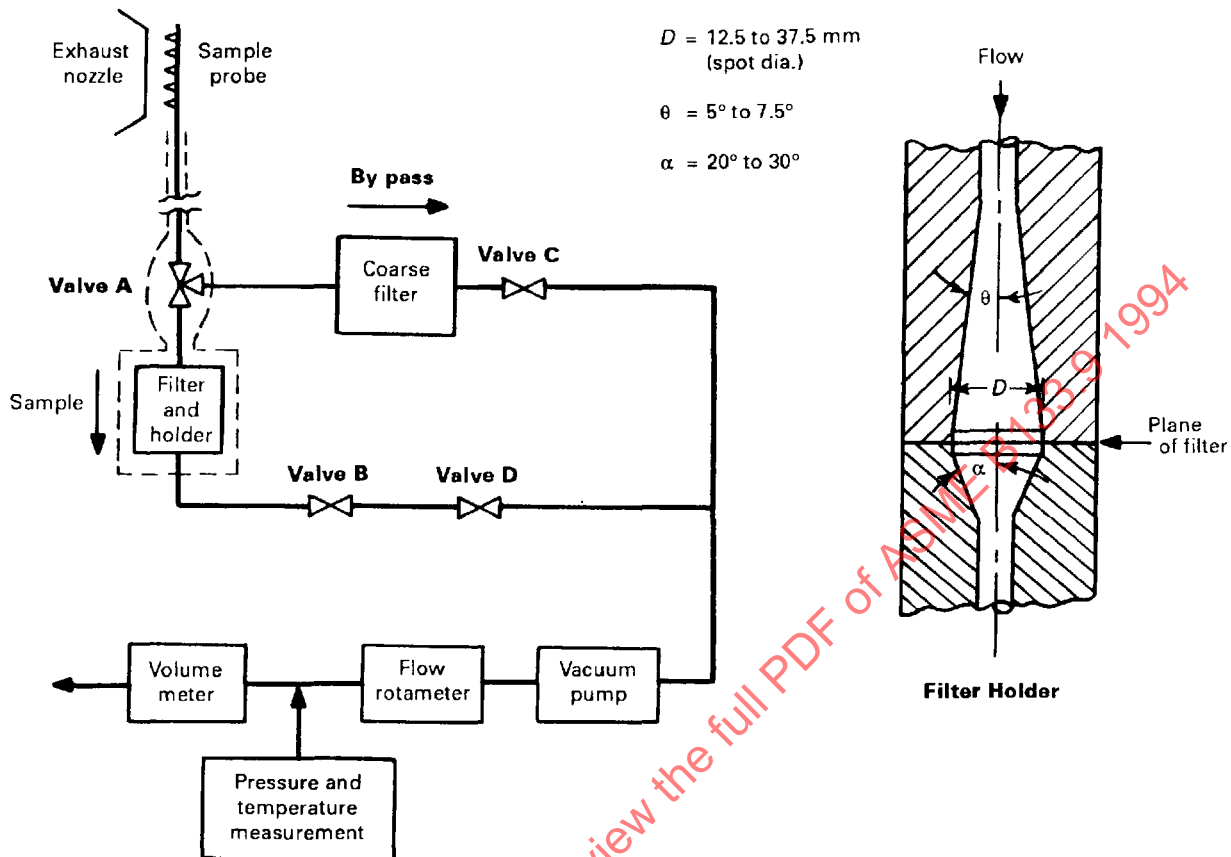 Exhaust
nozzle
Sample
probe
D = 12.5 to 37.5 mm
(spot dia.)
θ = 5° to 7.5°
α = 20° to 30°
Flow
By pass
Valve C
Coarse
filter
Valve A
Sample
Filter
and
holder
Valve B
Valve D
θ
D
Plane
of filter
α
Volume
meter
Flow
rotameter
Vacuum
pump
Filter Holder
Pressure and
temperature
measurement
view the full PDF of ASME B133.9 1994